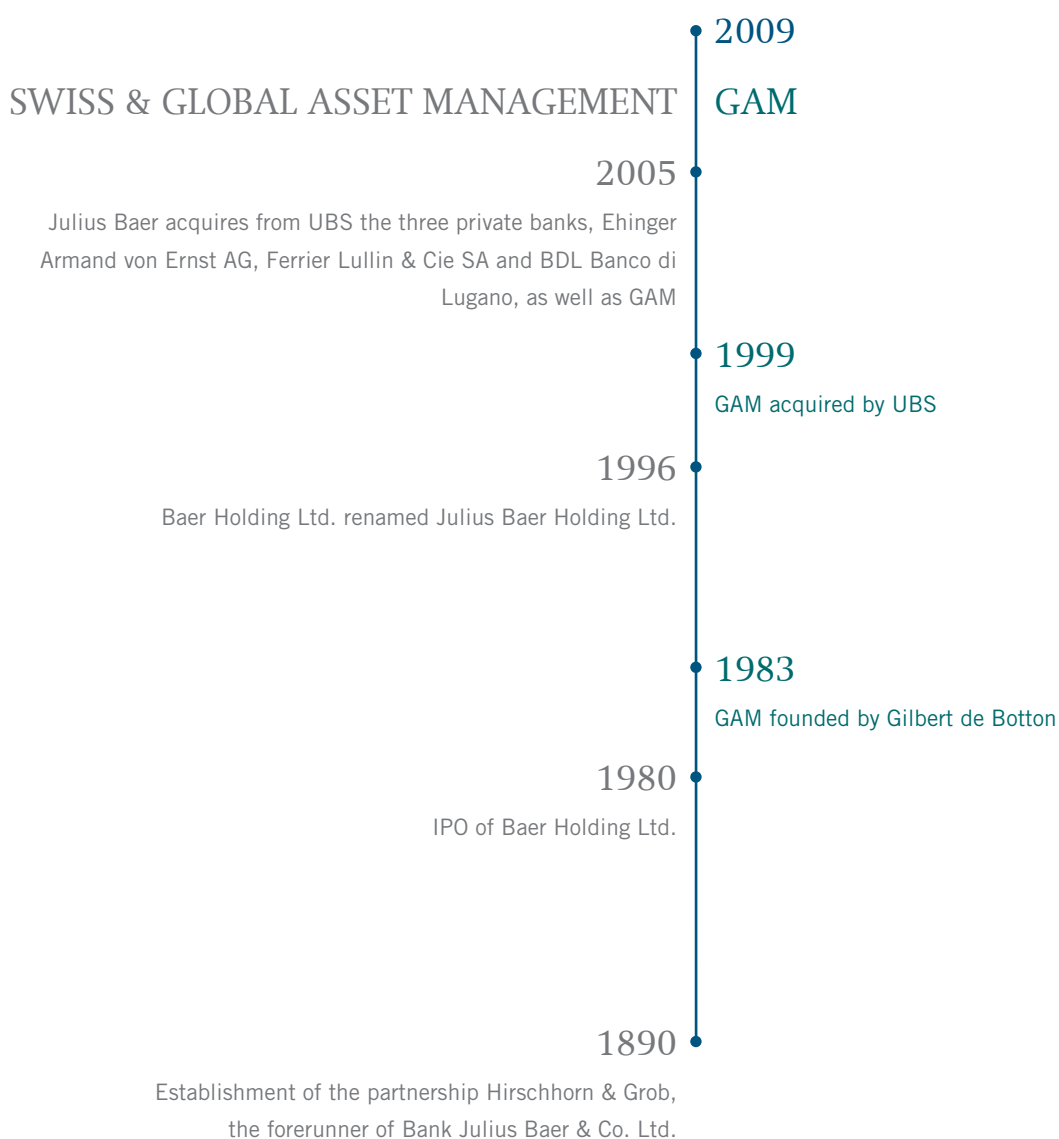 2009
SWISS & GLOBAL ASSET MANAGEMENT
GAM
2005
Julius Baer acquires from UBS the three private banks, Ehinger
Armand von Ernst AG, Ferrier Lullin & Cie SA and BDL Banco di
Lugano, as well as GAM
1999
GAM acquired by UBS
1996
Baer Holding Ltd. renamed Julius Baer Holding Ltd.
1983
GAM founded by Gilbert de Botton
1980
IPO of Baer Holding Ltd.
1890
Establishment of the partnership Hirschhorn & Grob,
the forerunner of Bank Julius Baer & Co. Ltd.